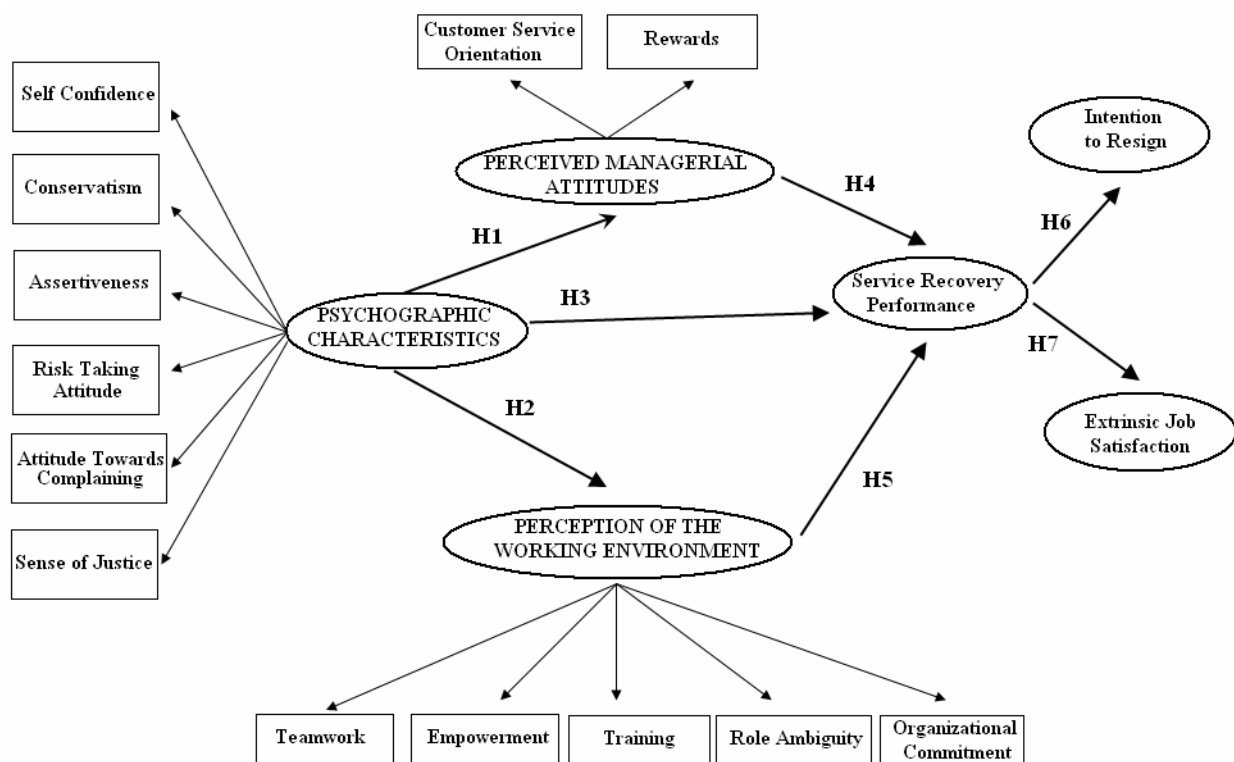 Customer Service
Orientation
Rewards
Self Confidence
Conservatism
Assertiveness
Risk Taking
Attitude
Attitude Towards
Complaining
Sense of Justice
PERCEIVED MANAGERIAL
ATTITUDES
Intention
to Resign
H4
H1
H6
PSYCHOGRAPHIC
CHARACTERISTICS
H3
Service Recovery
Performance
H7
H2
Extrinsic Job
Satisfaction
H5
PERCEPTION OF THE
WORKING ENVIRONMENT
Teamwork
Empowerment
Training
Role Ambiguity
Organizational
Commitment